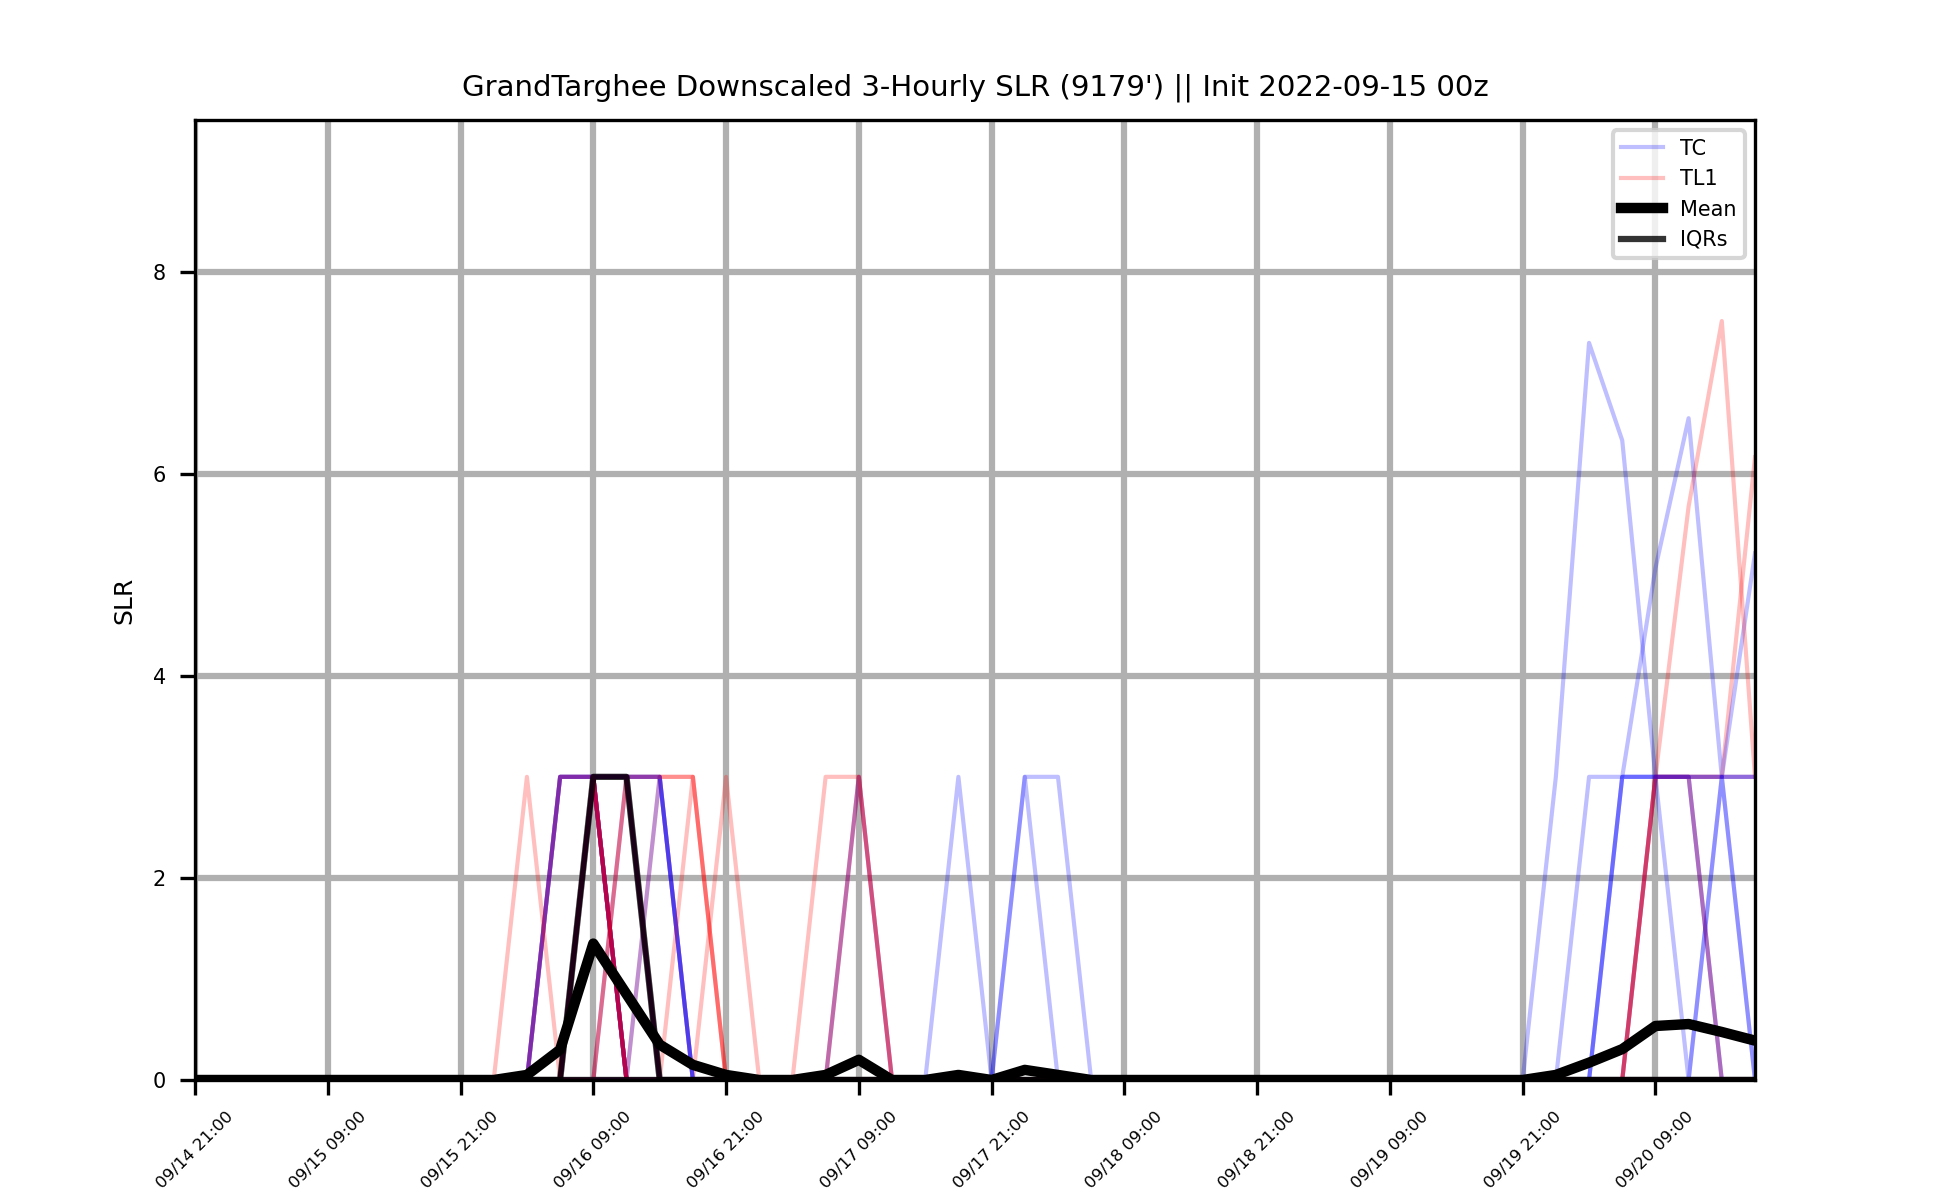 GrandTarghee Downscaled 3-Hourly SLR (9179') || Init 2022-09-15 00z
TC
TL1
Mean
IQRs
SLR
8
6
4
2
0
09/14 21:00
09/15 09:00
09/15 21:00
09/16 09:00
09/16 21:00
09/17 09:00
09/17 21:00
09/18 09:00
09/18 21:00
09/19 09:00
09/19 21:00
09/20 09:00